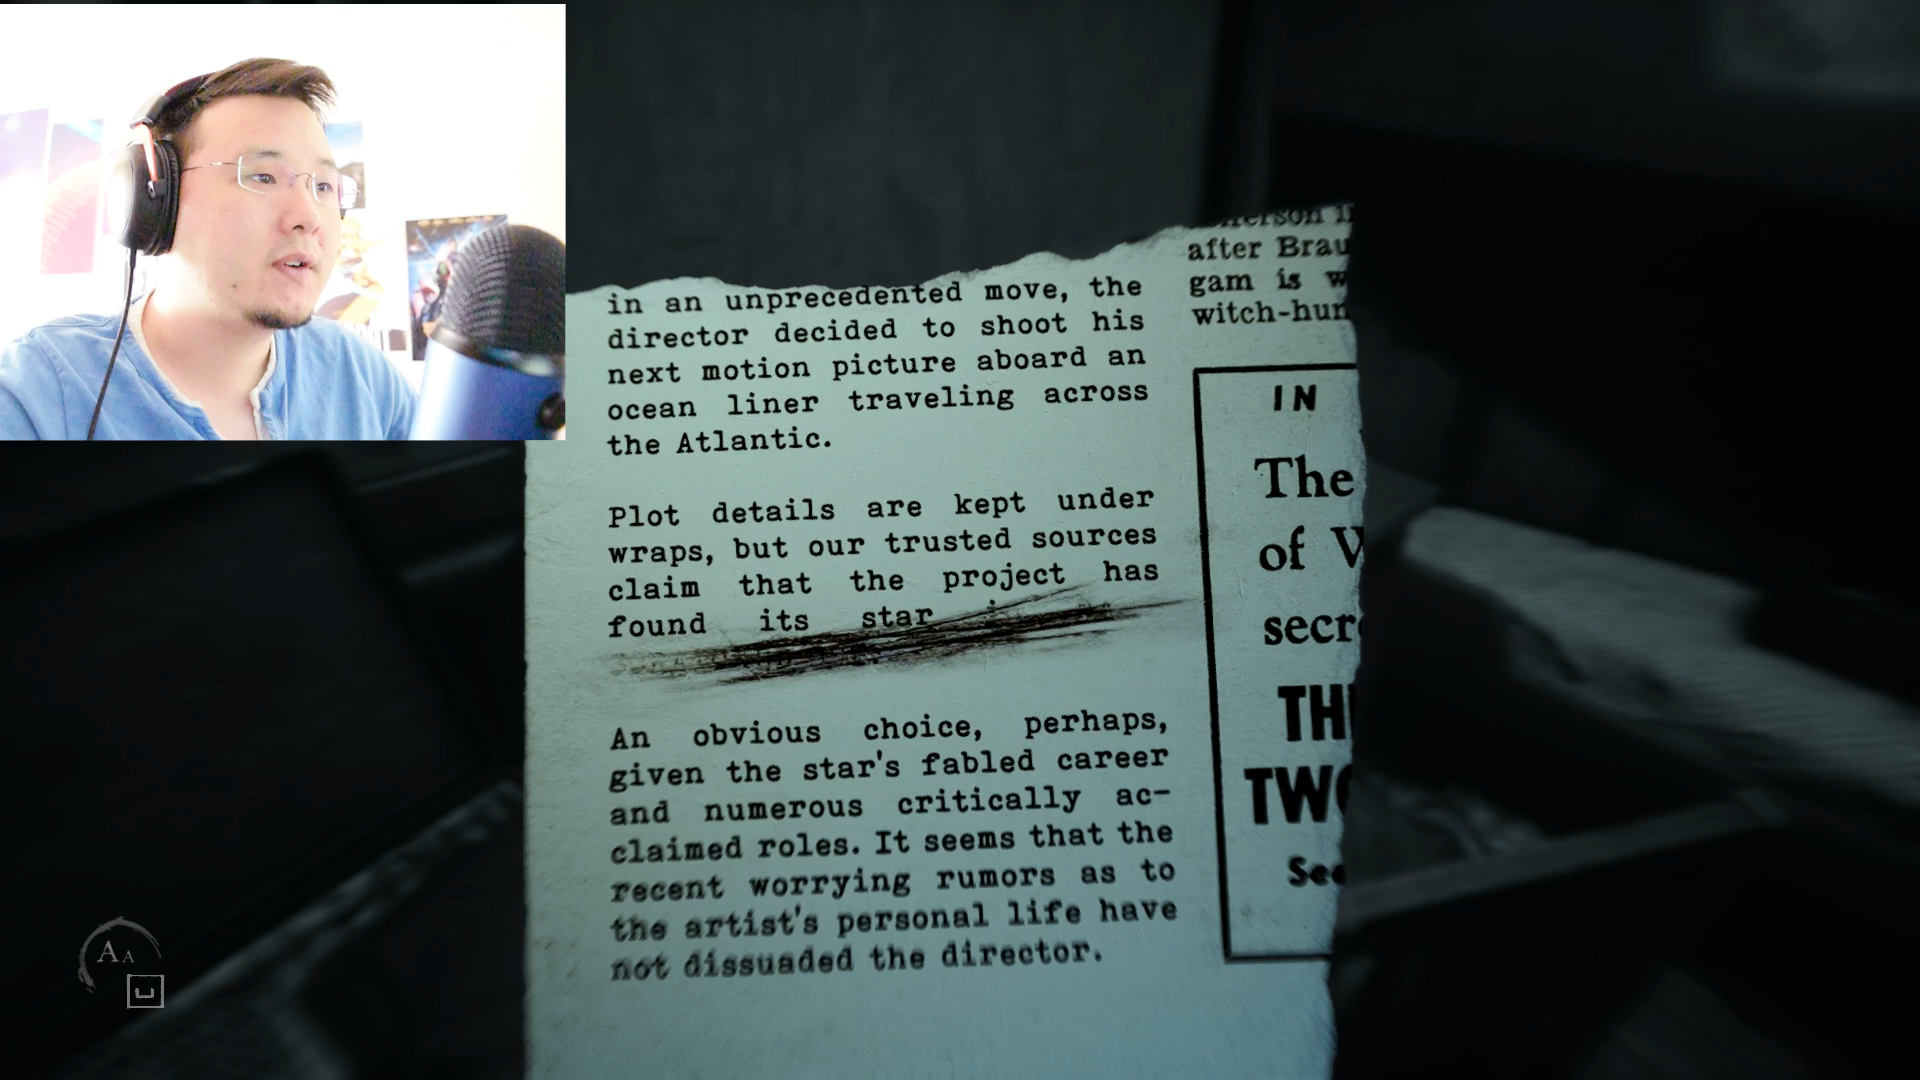 in an unprecedented move, the
director decided to shoot his
next motion picture aboard an
ocean liner traveling across
the Atlantic.
Plot details are kept under
wraps, but our trusted sources
claim that the project has
found its star
An obvious choice, perhaps,
given the star's fabled career
and numerous critically ac-
claimed roles. It seems that the
recent worrying rumors as to
the artist's personal life have
not dissuaded the director.
after Brau
gam is w
witch-hun
IN
The
of V
secr
TH
TWO
See
AA